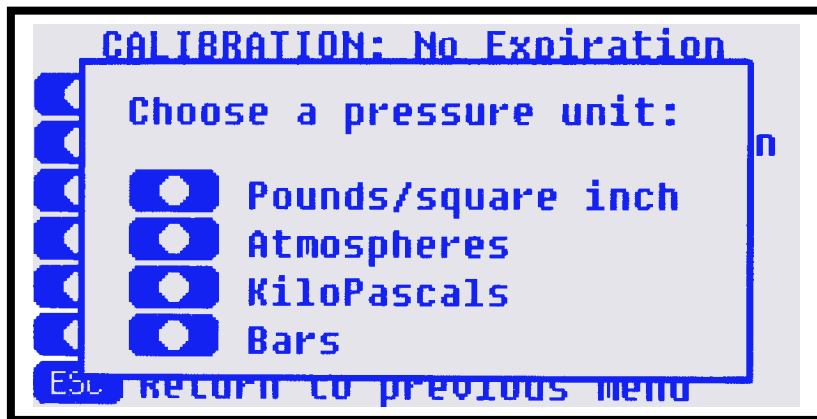 CALIBRATION: No Expiration
Choose a pressure unit:
n
Pounds/square inch
Atmospheres
KiloPascals
Bars
ESC Return to previous menu